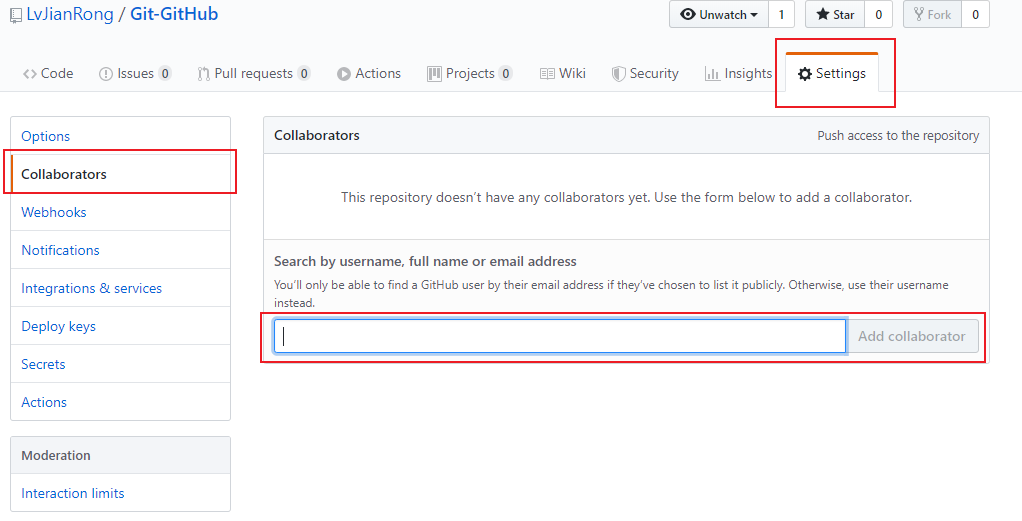 LvJianRong / Git-GitHub
Unwatch 1 Star 0 Fork 0
Code Issues 0 Pull requests 0 Actions Projects 0 Wiki Security Insights Settings
Options
Collaborators
Webhooks
Notifications
Integrations & services
Deploy keys
Secrets
Actions
Moderation
Interaction limits
Collaborators
Push access to the repository
This repository doesn’t have any collaborators yet. Use the form below to add a collaborator.
Search by username, full name or email address
You’ll only be able to find a GitHub user by their email address if they’ve chosen to list it publicly. Otherwise, use their username
instead.
Add collaborator